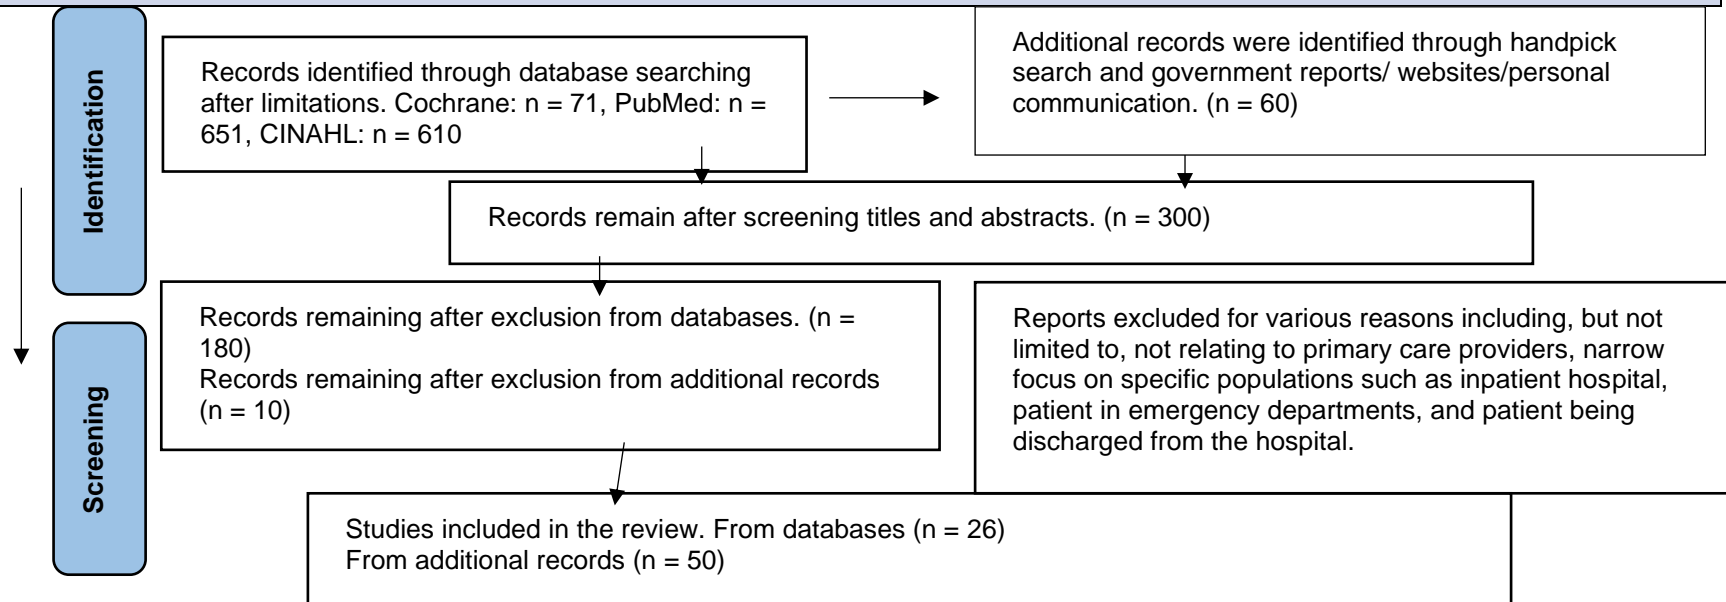 Identification
Records identified through database searching
after limitations. Cochrane: n = 71, PubMed: n =
651, CINAHL: n = 610
Additional records were identified through handpick
search and government reports/ websites/personal
communication. (n = 60)
Records remain after screening titles and abstracts. (n = 300)
Screening
Records remaining after exclusion from databases. (n =
180)
Records remaining after exclusion from additional records
(n = 10)
Reports excluded for various reasons including, but not
limited to, not relating to primary care providers, narrow
focus on specific populations such as inpatient hospital,
patient in emergency departments, and patient being
discharged from the hospital.
Studies included in the review. From databases (n = 26)
From additional records (n = 50)